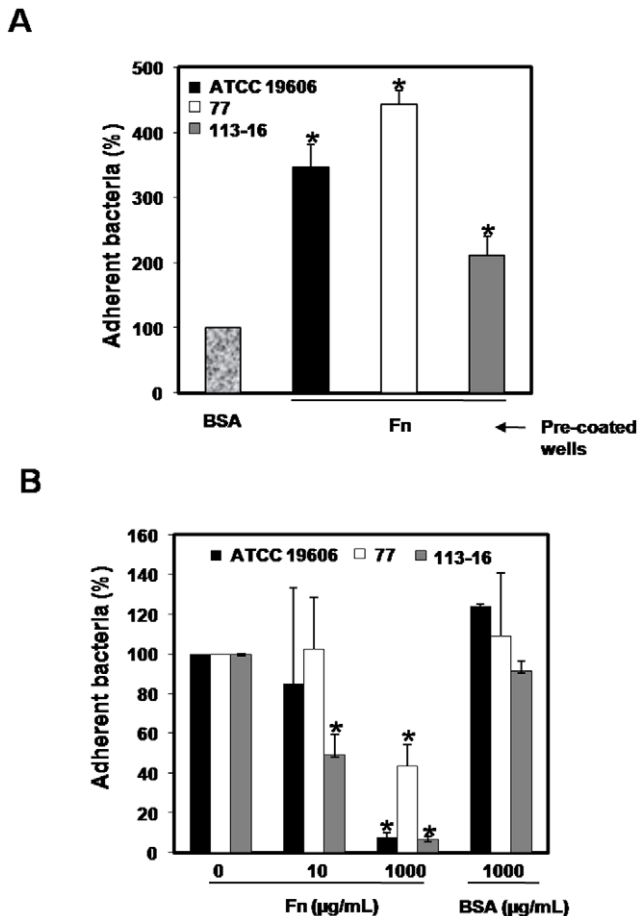 A
500
400
300
200
100
0
Adherent bacteria (%)
ATCC 19606
77
113-16
*
*
*
BSA
Fn
Pre-coated
wells
B
160
140
120
100
80
60
40
20
0
Adherent bacteria (%)
ATCC 19606 77 113-16
*
*
*
*
0 10 1000 1000
Fn (µg/mL) BSA (µg/mL)